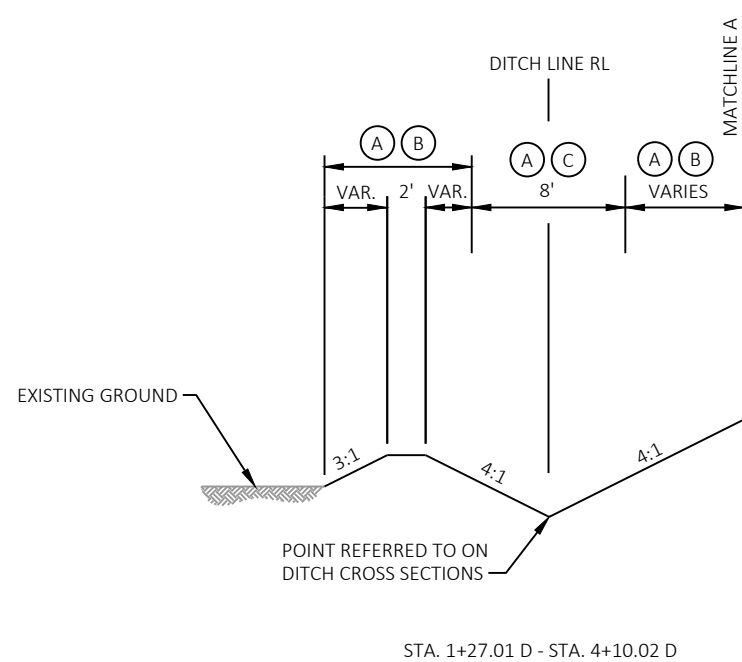 MATCHLINE A
DITCH LINE RL
A B
A C
A B
VAR.
2'
VAR.
8'
VARIES
EXISTING GROUND
3:1
4:1
4:1
POINT REFERRED TO ON
DITCH CROSS SECTIONS
STA. 1+27.01 D - STA. 4+10.02 D